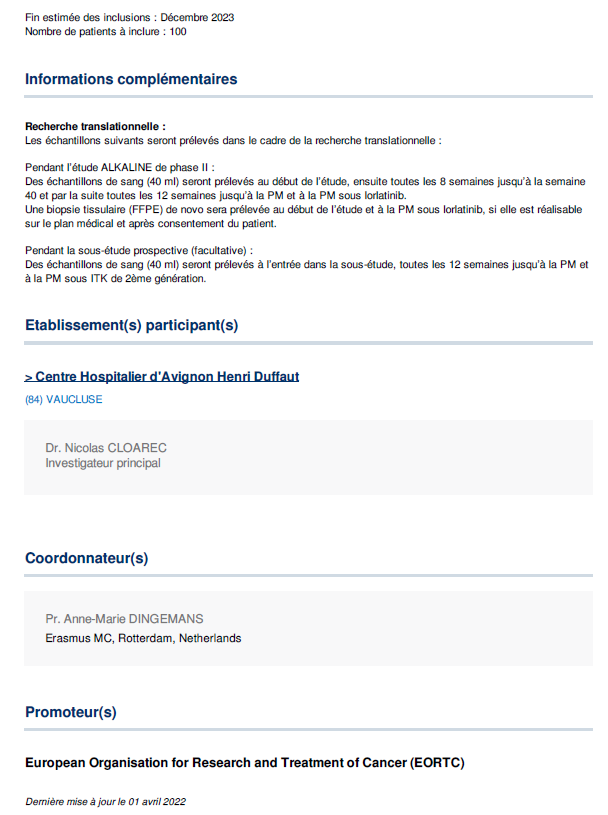 Fin estimée des inclusions : Décembre 2023
Nombre de patients à inclure : 100
Informations complémentaires
Recherche translationnelle :
Les échantillons suivants seront prélevés dans le cadre de la recherche translationnelle :
Pendant l'étude ALKALINE de phase II :
Des échantillons de sang (40 ml) seront prélevés au début de l'étude, ensuite toutes les 8 semaines jusqu'à la semaine
40 et par la suite toutes les 12 semaines jusqu'à la PM et à la PM sous lorlatinib.
Une biopsie tissulaire (FFPE) de novo sera prélevée au début de l'étude et à la PM sous lorlatinib, si elle est réalisable
sur le plan médical et après consentement du patient.
Pendant la sous-étude prospective (facultative) :
Des échantillons de sang (40 ml) seront prélevés à l'entrée dans la sous-étude, toutes les 12 semaines jusqu'à la PM et
à la PM sous ITK de 2ème génération.
Etablissement(s) participant(s)
> Centre Hospitalier d'Avignon Henri Duffaut
(84) VAUCLUSE
Dr. Nicolas CLOAREC
Investigateur principal
Coordonnateur(s)
Pr. Anne-Marie DINGEMANS
Erasmus MC, Rotterdam, Netherlands
Promoteur(s)
European Organisation for Research and Treatment of Cancer (EORTC)
Dernière mise à jour le 01 avril 2022